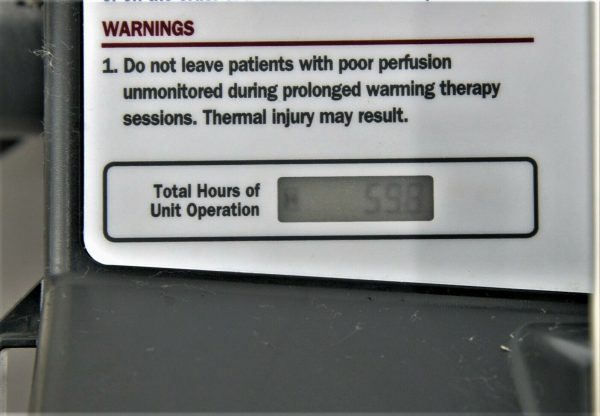 WARNINGS
1. Do not leave patients with poor perfusion
unmonitored during prolonged warming therapy
sessions. Thermal injury may result.
Total Hours of
Unit Operation
H 598